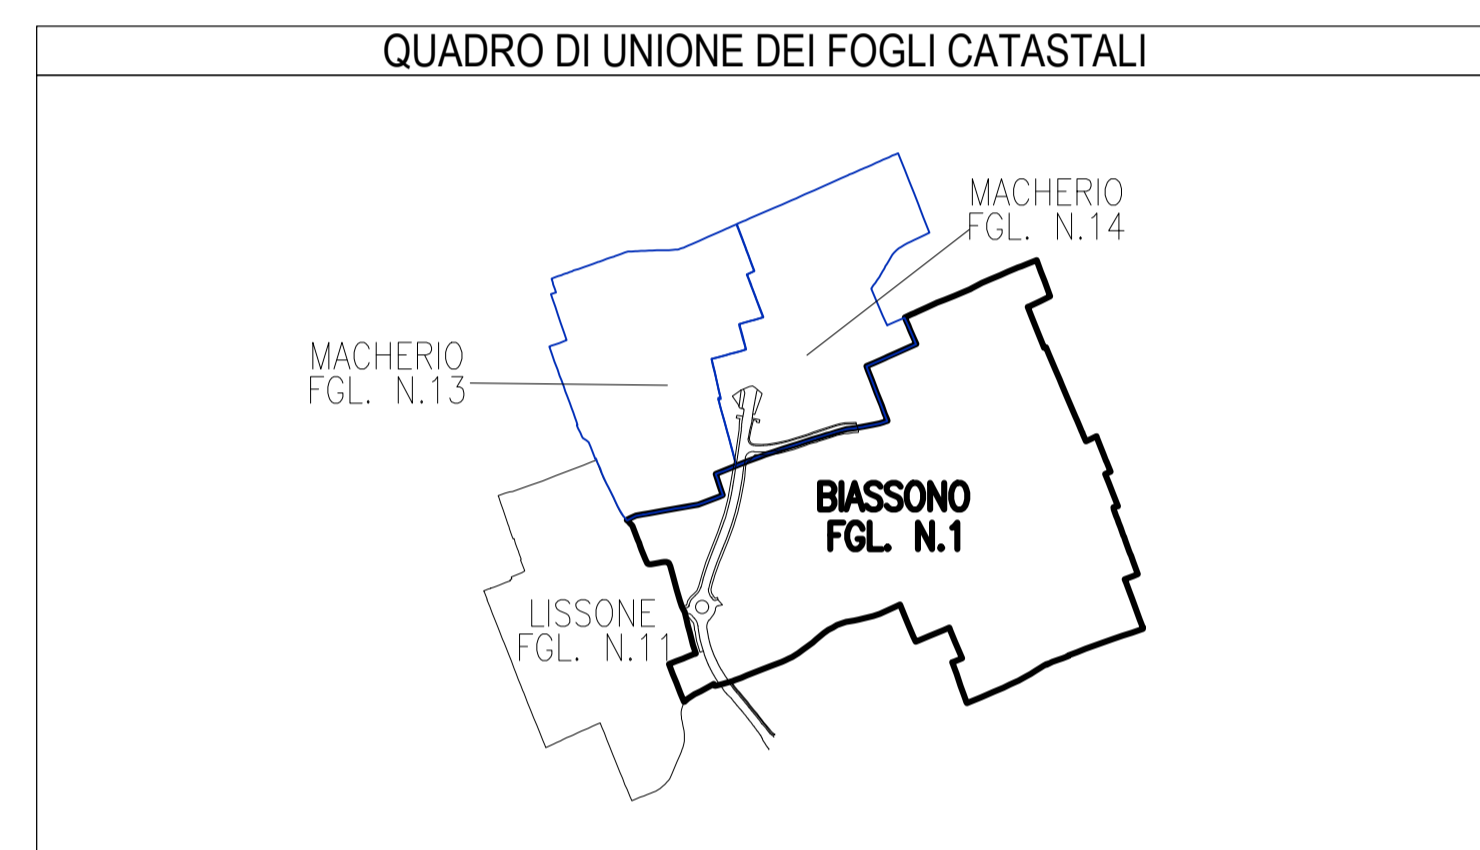 QUADRO DI UNIONE DEI FOGLI CATASTALI
MACHERIO
FGL. N.14
MACHERIO
FGL. N.13
BIASSONO
FGL. N.1
LISSONE
FGL. N.11